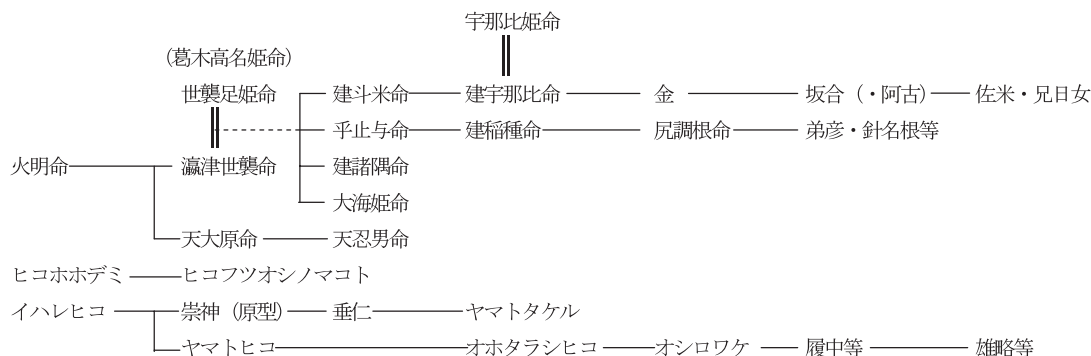 宇那比姫命
（葛木高名姫命）
世襲足姫命 建斗米命 建宇那比命 金 坂合（・阿古） 佐米・兄日女
乎止与命 建稲種命 尻調根命 弟彦・針名根等
火明命 瀛津世襲命 建諸隅命
大海姫命
天大原命 天忍男命
ヒコホホデミ ヒコフツオシノマコト
イハレヒコ 崇神（原型） 垂仁 ヤマトタケル
ヤマトヒコ オホタラシヒコ オシロワケ 履中等 雄略等